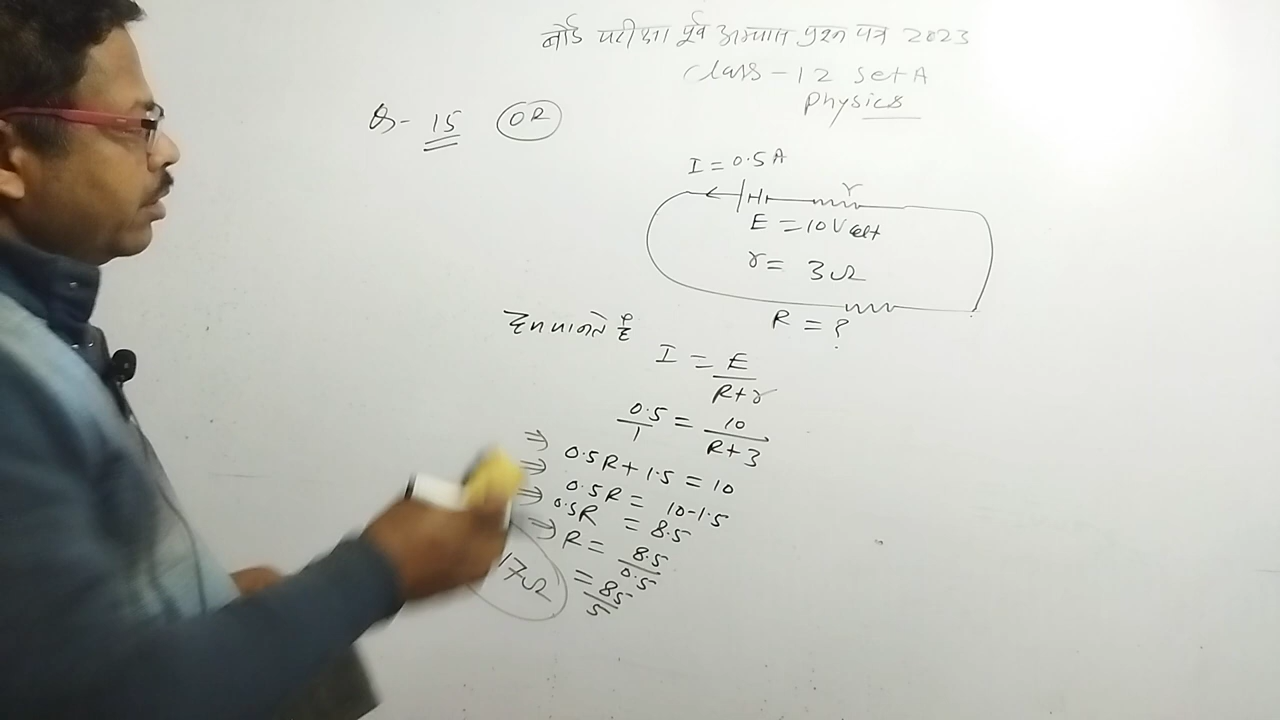 बोर्ड परीक्षा पूर्व अभ्यास प्रश्न पत्र 2023
Class - 12 Set A
Physics
Q- 15 OR
I = 0.5 A
r
E = 10 Volt
r = 3Ω
R = ?
हम जानते हैं
I = E/R+r
0.5/1 = 10/R+3
⇒ 0.5R + 1.5 = 10
⇒ 0.5R = 10-1.5
⇒ 0.5R = 8.5
⇒ R = 8.5/0.5
= 85/5
17Ω